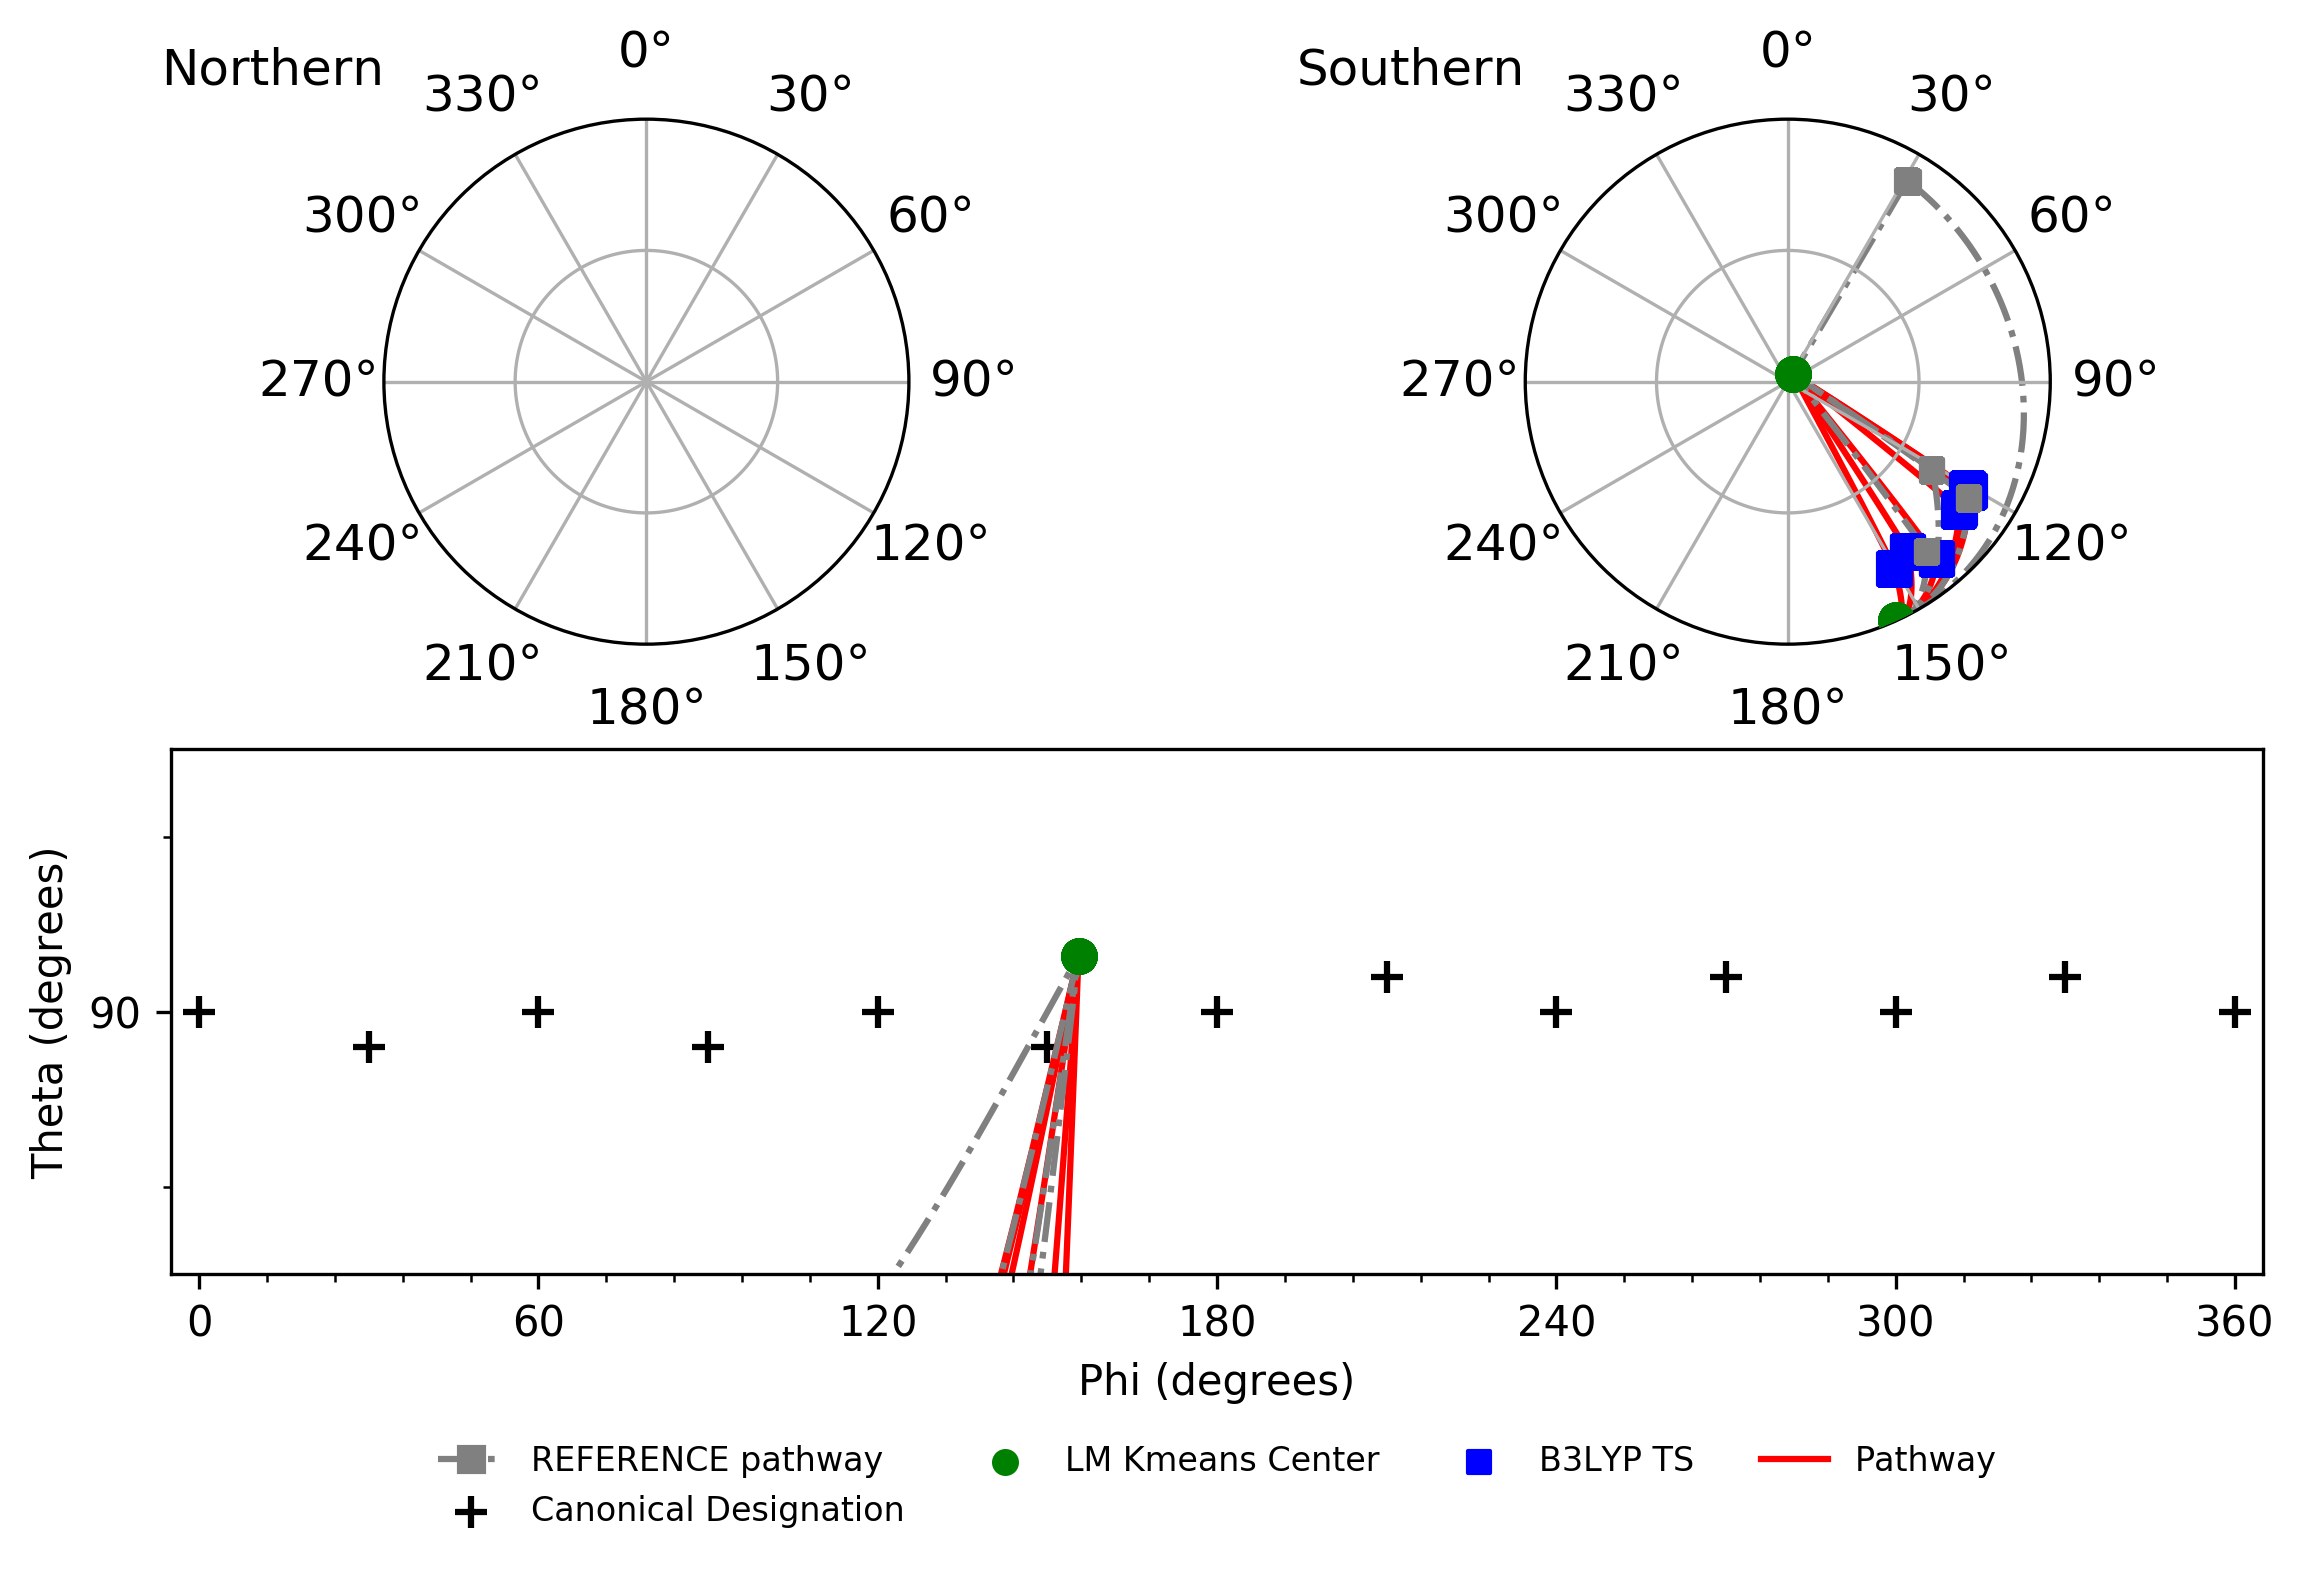 Northern
0°
330°
30°
300°
60°
270°
90°
240°
120°
210°
150°
180°
Southern
0°
330°
30°
300°
60°
270°
90°
240°
120°
210°
150°
180°
Theta (degrees)
90
0 60 120 180 240 300 360
Phi (degrees)
REFERENCE pathway
Canonical Designation
LM Kmeans Center
B3LYP TS
Pathway